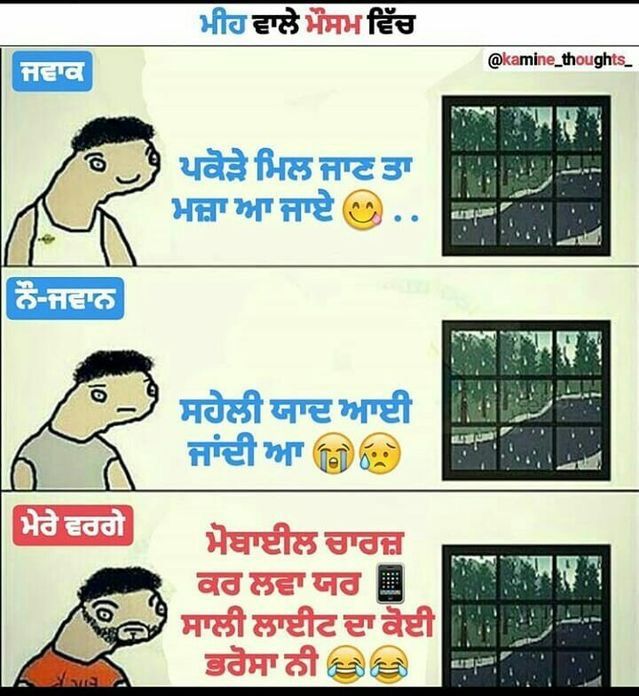 ਮੀਹ ਵਾਲੇ ਮੌਸਮ ਵਿੱਚ
@kamine_thoughts_
ਜਵਾਕ
ਪਕੋੜੇ ਮਿਲ ਜਾਣ ਤਾ
ਮਜ਼ਾ ਆ ਜਾਏ 😋 . .
ਨੌ-ਜਵਾਨ
ਸਹੇਲੀ ਯਾਦ ਆਈ
ਜਾਂਦੀ ਆ 😭😥
ਮੇਰੇ ਵਰਗੇ
ਮੋਬਾਈਲ ਚਾਰਜ਼
ਕਰ ਲਵਾ ਯਰ 📱
ਸਾਲੀ ਲਾਈਟ ਦਾ ਕੋਈ
ਭਰੋਸਾ ਨੀ 😂😂